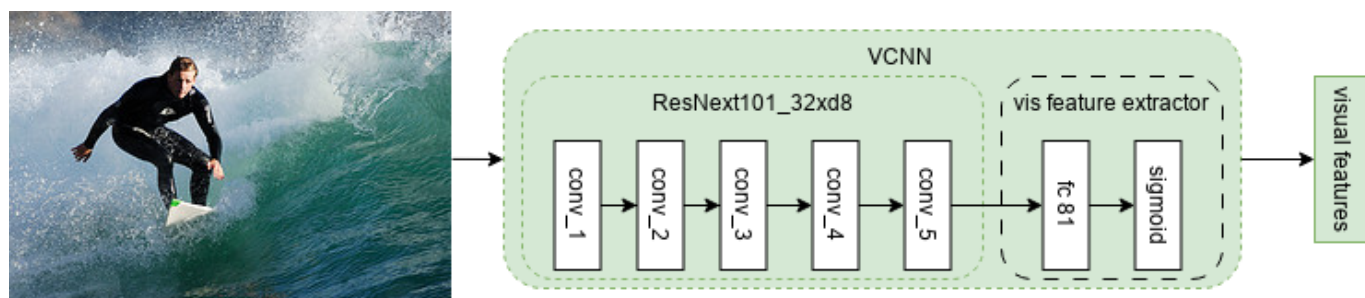 VCNN
ResNext101_32xd8
vis feature extractor
conv_1
conv_2
conv_3
conv_4
conv_5
fc 81
sigmoid
visual features